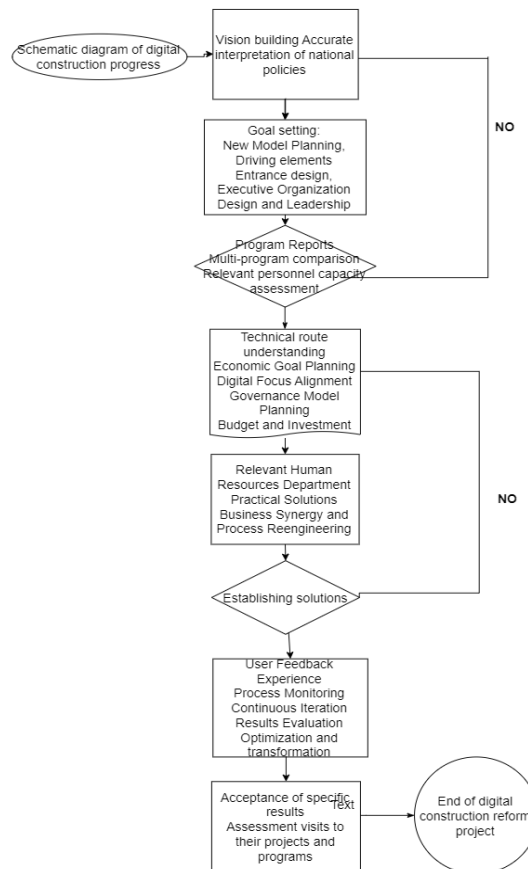 Schematic diagram of digital
construction progress
Vision building Accurate
interpretation of national
policies
NO
Goal setting:
New Model Planning,
Driving elements
Entrance design,
Executive Organization
Design and Leadership
Program Reports
Multi-program comparison
Relevant personnel capacity
assessment
Technical route
understanding
Economic Goal Planning
Digital Focus Alignment
Governance Model
Planning
Budget and Investment
NO
Relevant Human
Resources Department
Practical Solutions
Business Synergy and
Process Reengineering
Establishing solutions
User Feedback
Experience
Process Monitoring
Continuous Iteration
Results Evaluation
Optimization and
transformation
Acceptance of specific
results
Assessment visits to
their projects and
programs
Text
End of digital
construction reform
project